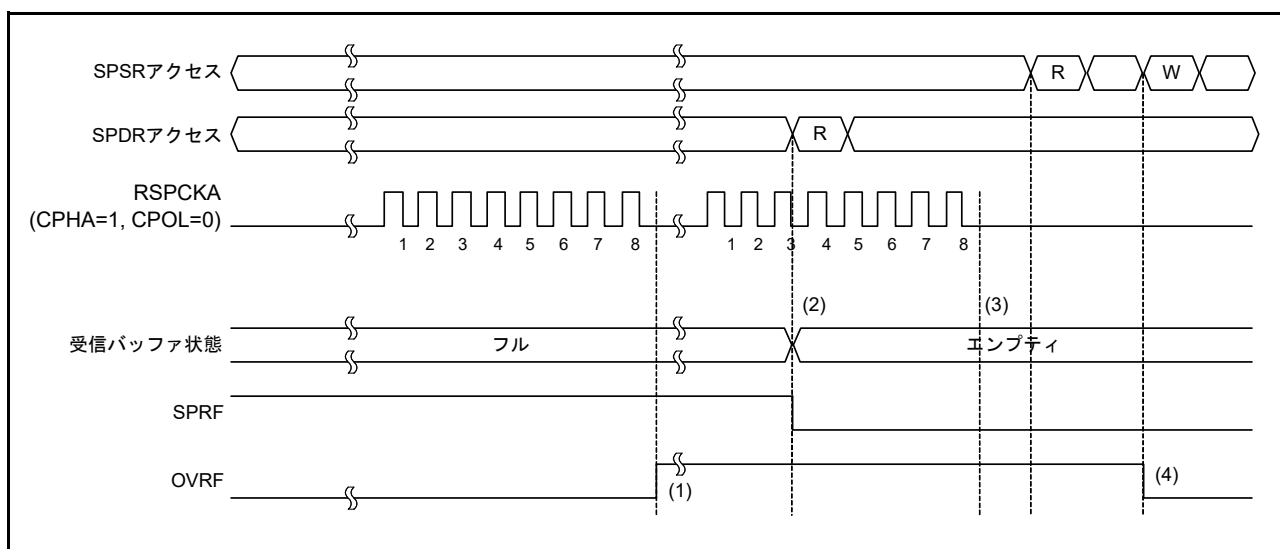 SPSRアクセス
R
W
SPDRアクセス
R
RSPCKA
(CPHA=1, CPOL=0)
1 2 3 4 5 6 7 8
1 2 3 4 5 6 7 8
(2)
(3)
受信バッファ状態
フル
エンプティ
SPRF
OVRF
(1)
(4)